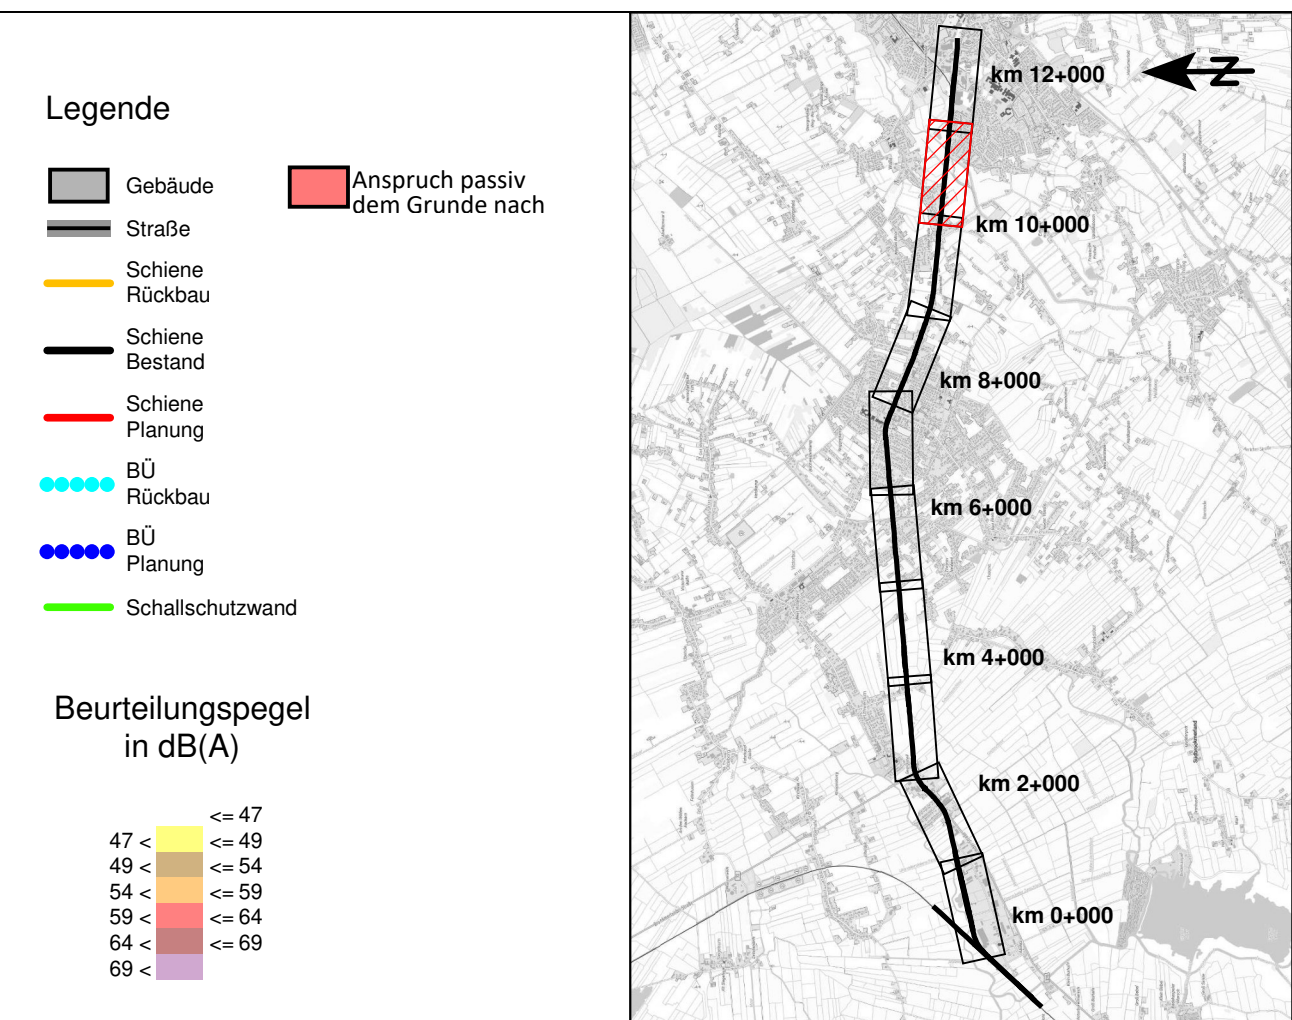 Legende
Gebäude
Straße
Schiene
Rückbau
Schiene
Bestand
Schiene
Planung
BÜ
Rückbau
BÜ
Planung
Schallschutzwand
Anspruch passiv
dem Grunde nach
Beurteilungspegel
in dB(A)
<= 47
47 < <= 49
49 < <= 54
54 < <= 59
59 < <= 64
64 < <= 69
69 <
N
km 12+000
km 10+000
km 8+000
km 6+000
km 4+000
km 2+000
km 0+000